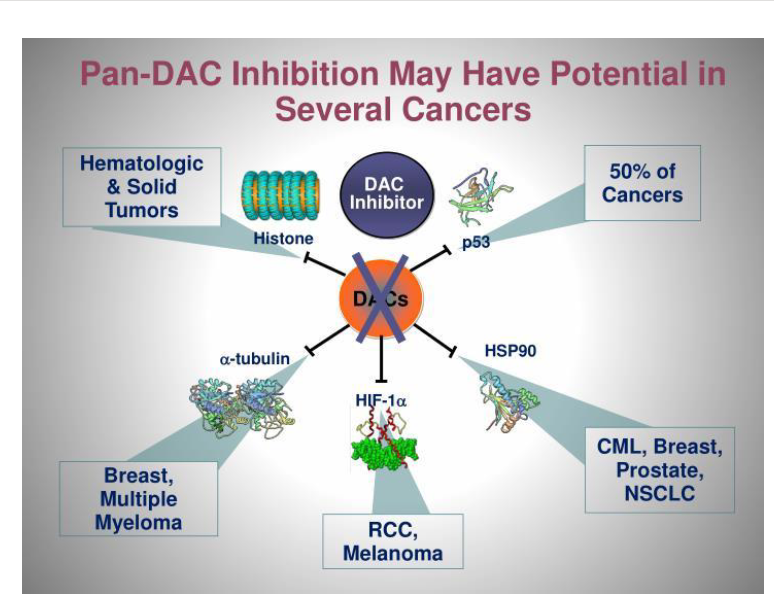 Pan-DAC Inhibition May Have Potential in
Several Cancers
Hematologic
& Solid
Tumors
DAC
Inhibitor
50% of
Cancers
Histone
p53
DACs
α-tubulin
HSP90
HIF-1α
Breast,
Multiple
Myeloma
RCC,
Melanoma
CML, Breast,
Prostate,
NSCLC